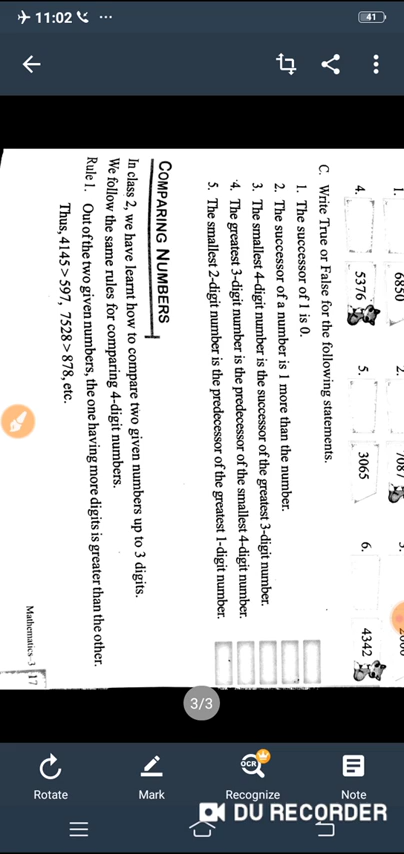 11:02
41
1. 6850 2. 7087 3.
4. 5376 5. 3065 6. 4342
C. Write True or False for the following statements.
1. The successor of 1 is 0.
2. The successor of a number is 1 more than the number.
3. The smallest 4-digit number is the successor of the greatest 3-digit number.
4. The greatest 3-digit number is the predecessor of the smallest 4-digit number.
5. The smallest 2-digit number is the predecessor of the greatest 1-digit number.
COMPARING NUMBERS
In class 2, we have learnt how to compare two given numbers up to 3 digits.
We follow the same rules for comparing 4-digit numbers.
Rule 1. Out of the two given numbers, the one having more digits is greater than the other.
Thus, 4145 > 597, 7528 > 878, etc.
Mathematics-3 17
3/3
Rotate Mark OCR Recognize Note
DU RECORDER